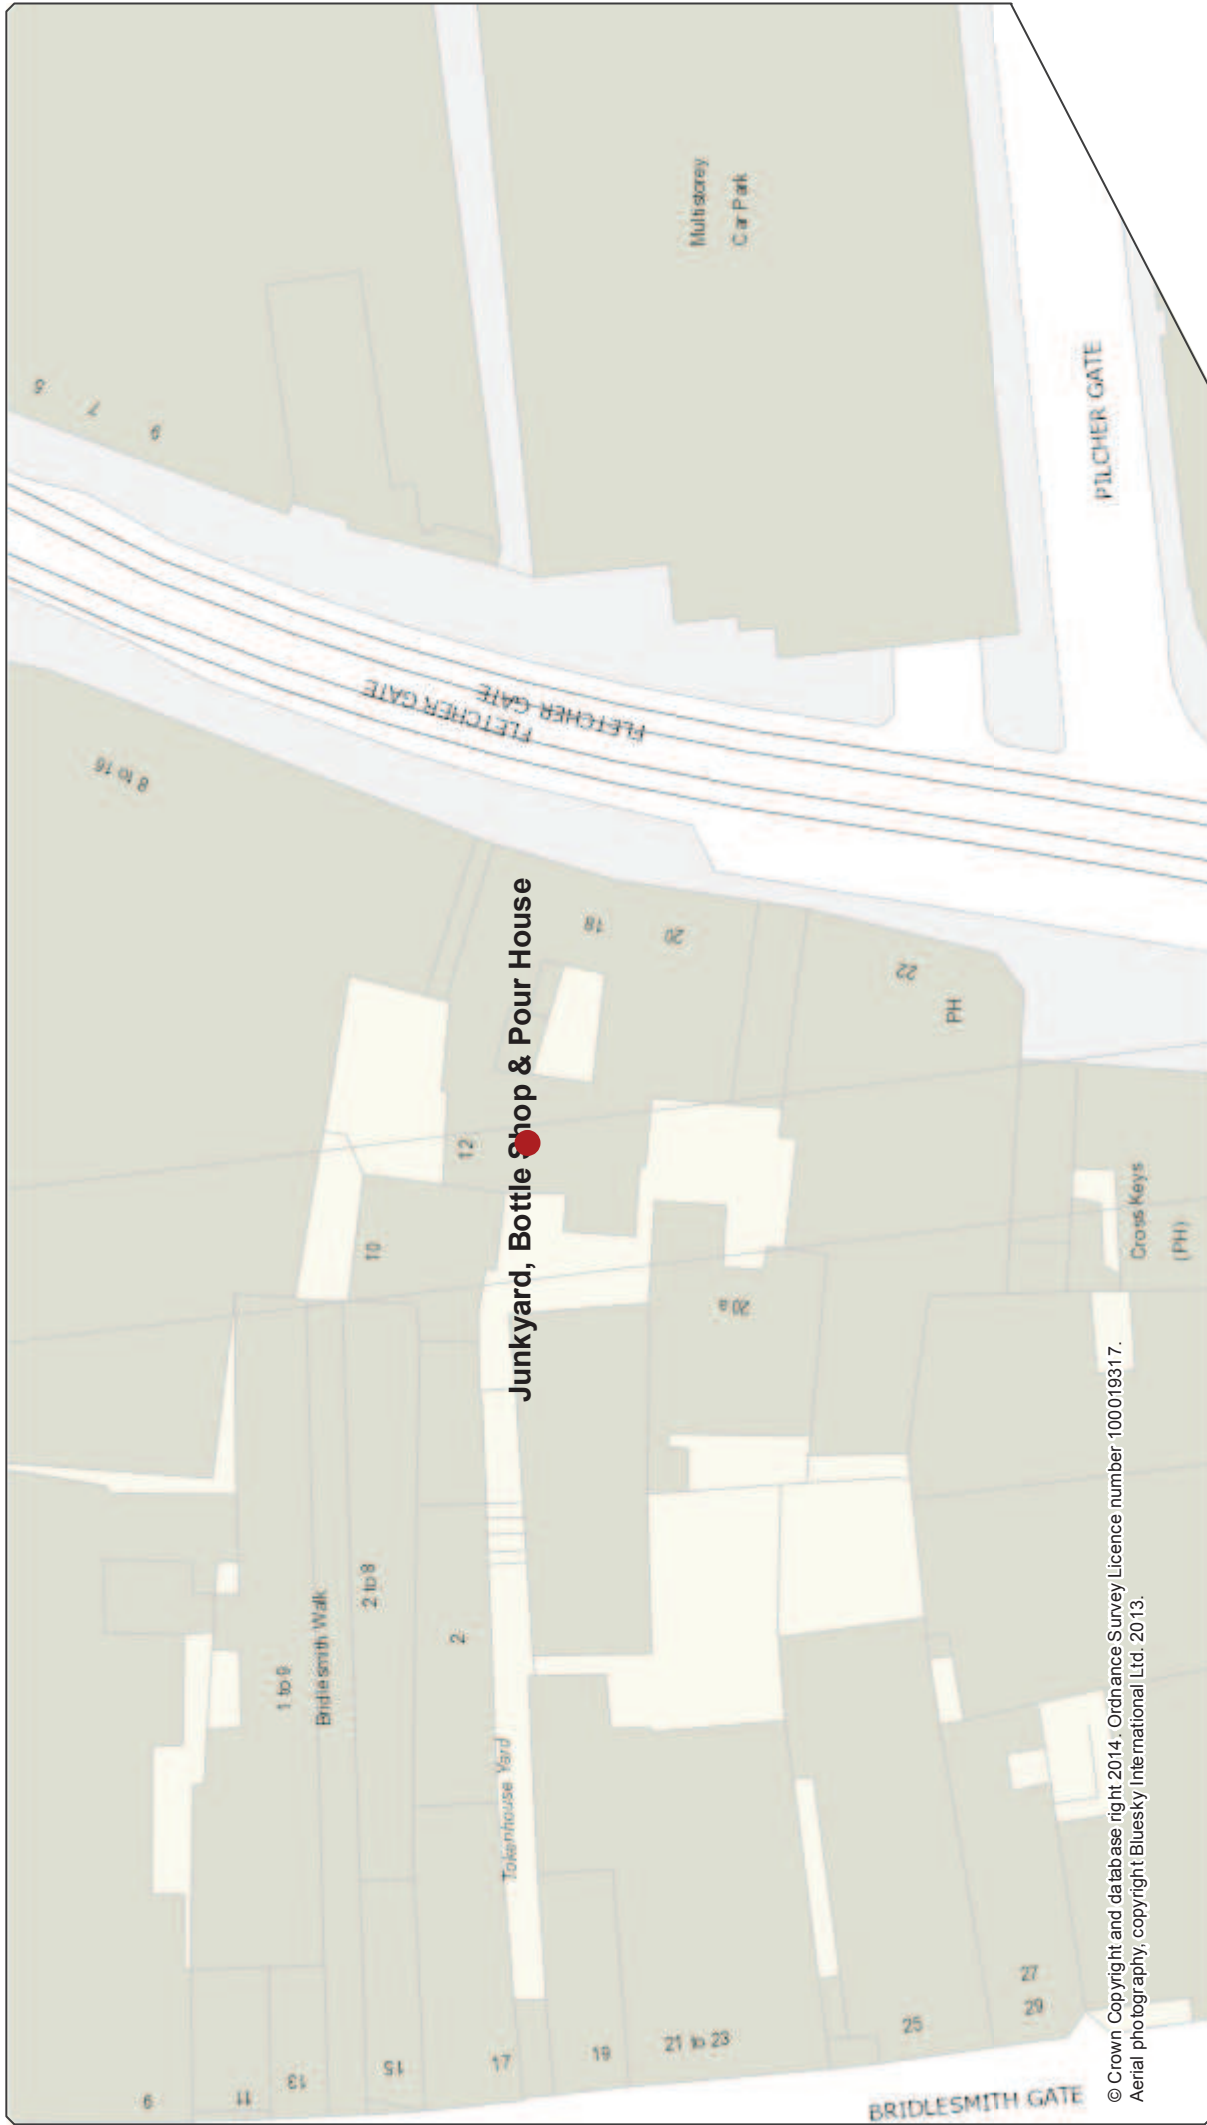 6
7
9
Multistorey
Car Park
PILCHER GATE
FLETCHER GATE
FLETCHER GATE
8 to 16
18
20
22
PH
12
10
Junkyard, Bottle Shop & Pour House
20a
Cross Keys
(PH)
1 to 9
Bridlesmith Walk
2 to 8
2
Tokenhouse Yard
9
11
13
15
17
19
21 to 23
25
27
29
BRIDLESMITH GATE
© Crown Copyright and database right 2014. Ordnance Survey Licence number 100019317.
Aerial photography, copyright Bluesky International Ltd. 2013.